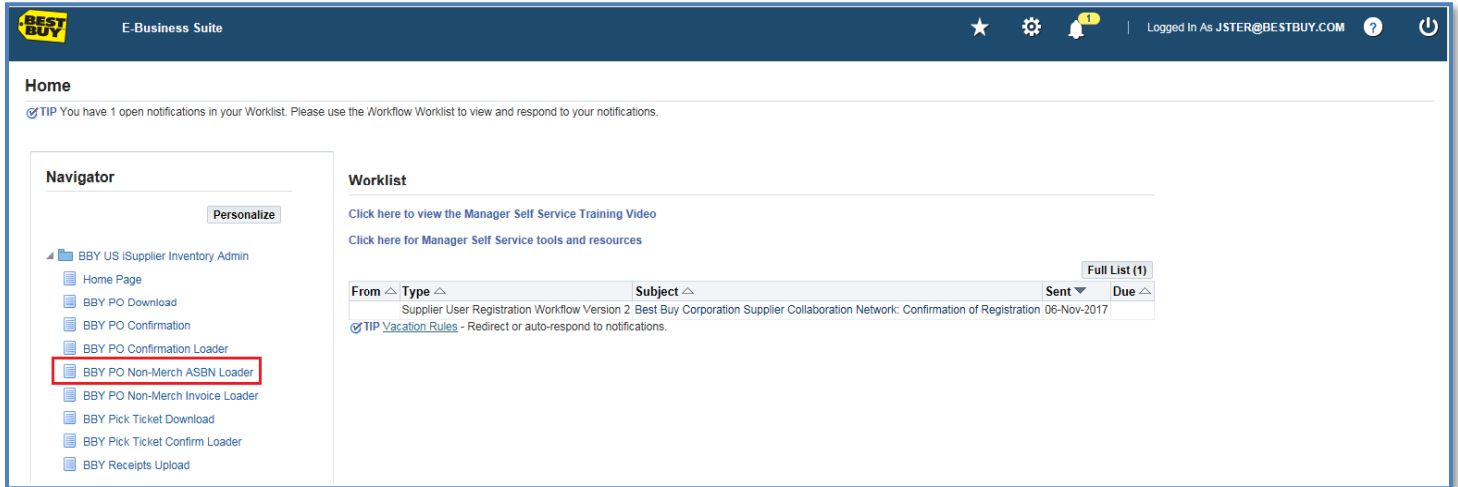 BEST BUY
E-Business Suite
1
| Logged In As JSTER@BESTBUY.COM ?
Home
TIP You have 1 open notifications in your Worklist. Please use the Workflow Worklist to view and respond to your notifications.
Navigator
Personalize
BBY US iSupplier Inventory Admin
Home Page
BBY PO Download
BBY PO Confirmation
BBY PO Confirmation Loader
BBY PO Non-Merch ASBN Loader
BBY PO Non-Merch Invoice Loader
BBY Pick Ticket Download
BBY Pick Ticket Confirm Loader
BBY Receipts Upload
Worklist
Click here to view the Manager Self Service Training Video
Click here for Manager Self Service tools and resources
Full List (1)
From Type Subject Sent Due
Supplier User Registration Workflow Version 2 Best Buy Corporation Supplier Collaboration Network: Confirmation of Registration 06-Nov-2017
TIP Vacation Rules - Redirect or auto-respond to notifications.